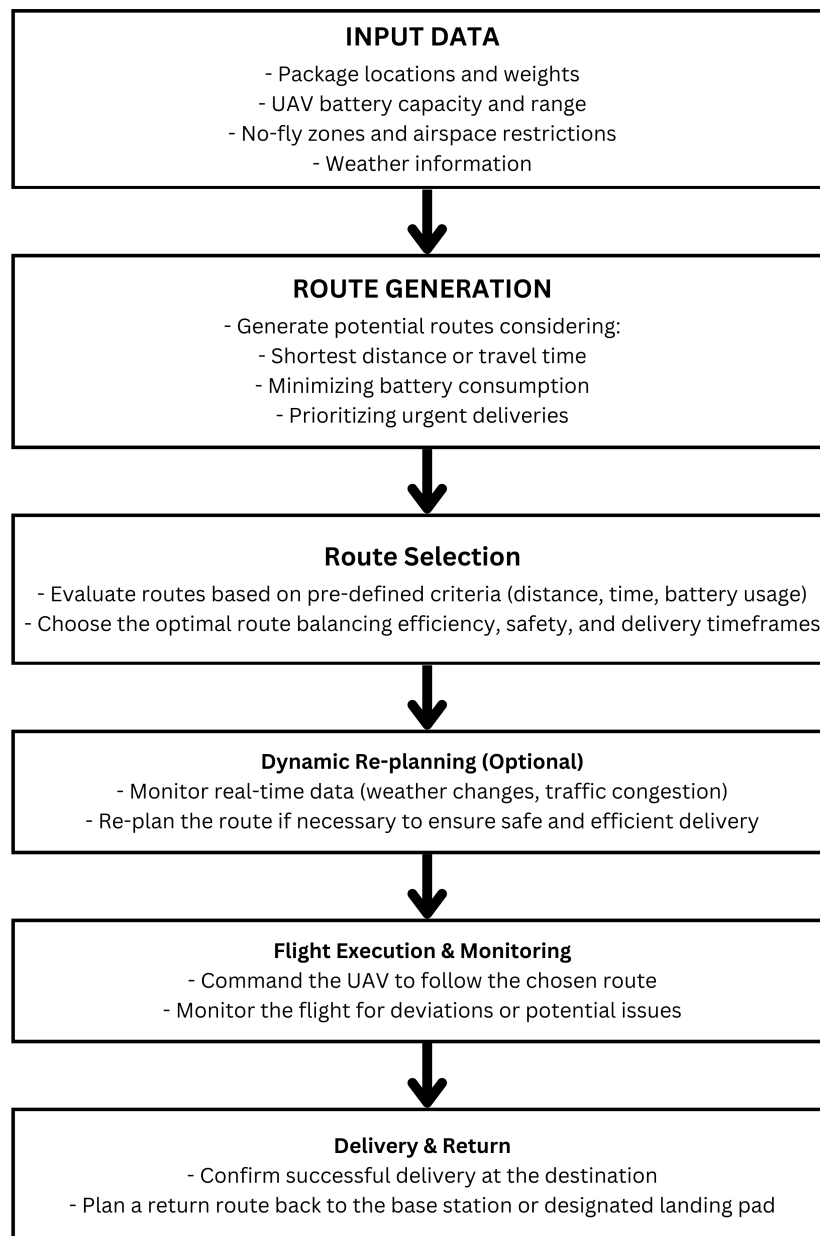 INPUT DATA
- Package locations and weights
- UAV battery capacity and range
- No-fly zones and airspace restrictions
- Weather information
ROUTE GENERATION
- Generate potential routes considering:
- Shortest distance or travel time
- Minimizing battery consumption
- Prioritizing urgent deliveries
Route Selection
- Evaluate routes based on pre-defined criteria (distance, time, battery usage)
- Choose the optimal route balancing efficiency, safety, and delivery timeframes
Dynamic Re-planning (Optional)
- Monitor real-time data (weather changes, traffic congestion)
- Re-plan the route if necessary to ensure safe and efficient delivery
Flight Execution & Monitoring
- Command the UAV to follow the chosen route
- Monitor the flight for deviations or potential issues
Delivery & Return
- Confirm successful delivery at the destination
- Plan a return route back to the base station or designated landing pad